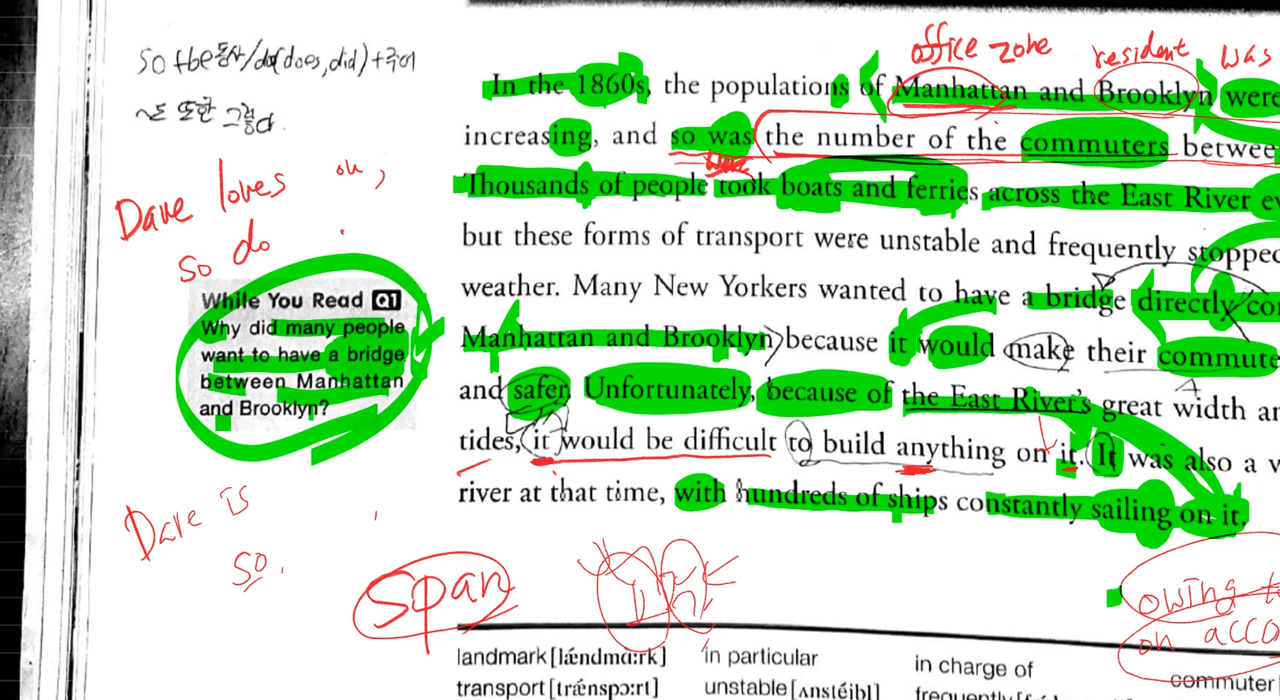 so +be동사/do(does, did)+주어
~도 또한 그렇다.
office zone resident was
In the 1860s, the populations of Manhattan and Brooklyn were
increasing, and so was the number of the commuters betwee
Thousands of people took boats and ferries across the East River ev
but these forms of transport were unstable and frequently stopped
weather. Many New Yorkers wanted to have a bridge directly con
Manhattan and Brooklyn because it would make their commute
and safer. Unfortunately, because of the East River's great width an
tides, it would be difficult to build anything on it. It was also a v
river at that time, with hundreds of ships constantly sailing on it.
Dave loves
so do
While You Read Q1
Why did many people
want to have a bridge
between Manhattan
and Brooklyn?
Dave is
so.
span
owing to
on acco
landmark [lǽndmɑ:rk]
transport [trǽnspɔ:rt]
in particular
unstable [ʌnstéibl]
in charge of
frequently
commuter